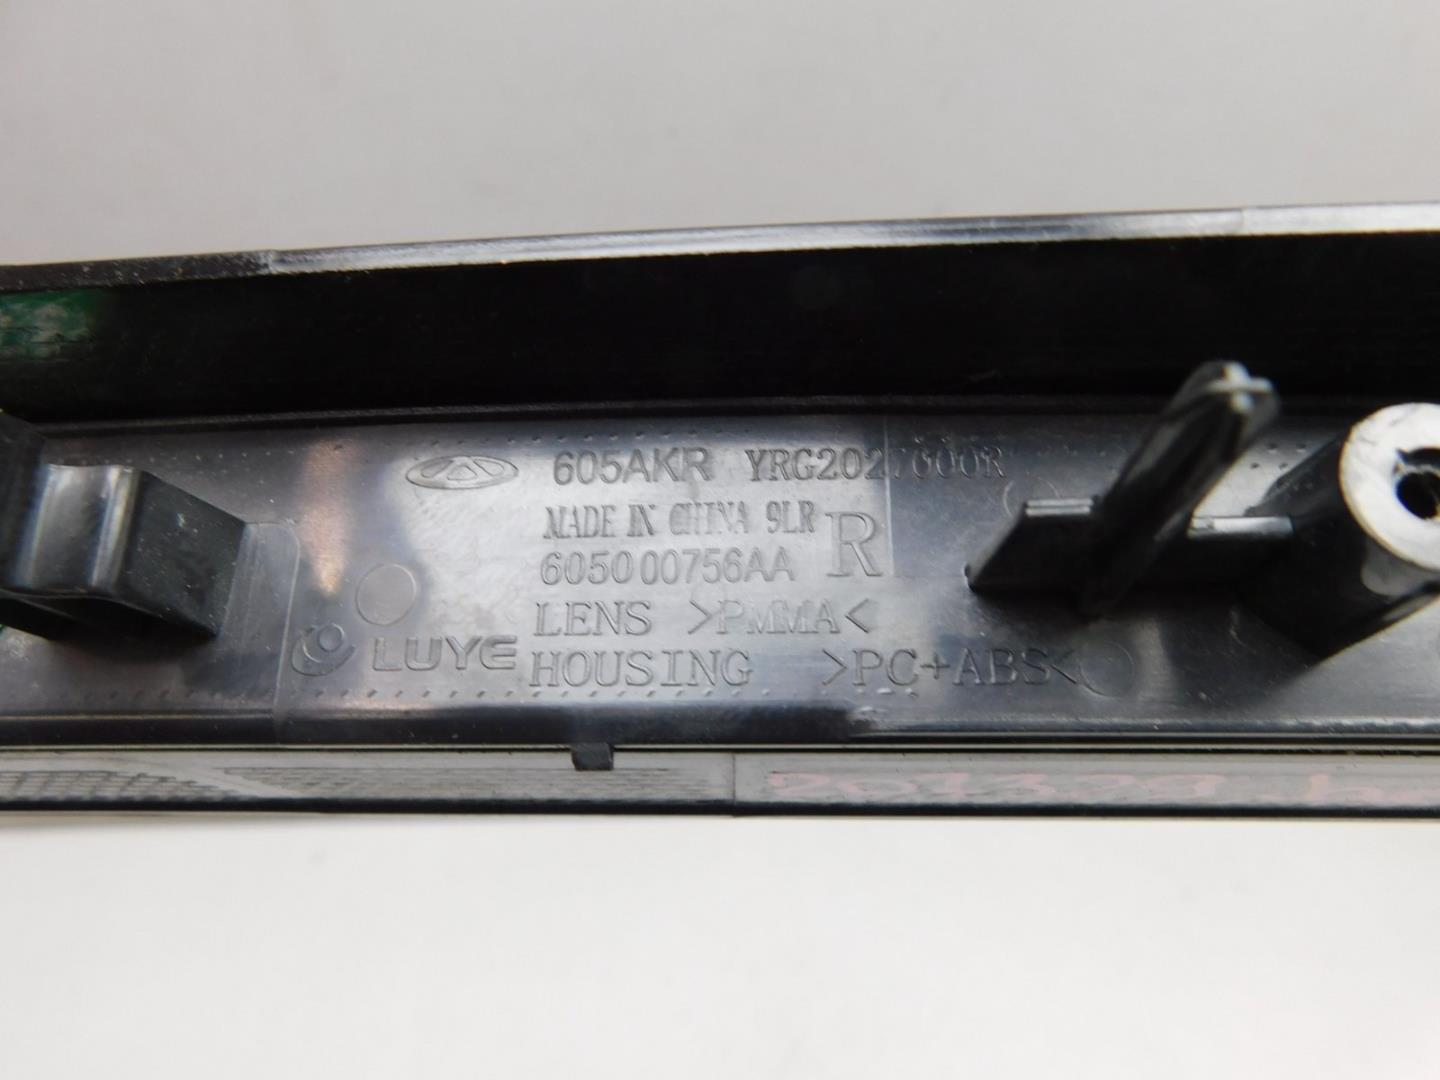 605AKR YRG2027000R
MADE IN CHINA 9LR
R
605000756AA
LENS >PMMA<
LUYE
HOUSING >PC+ABS<